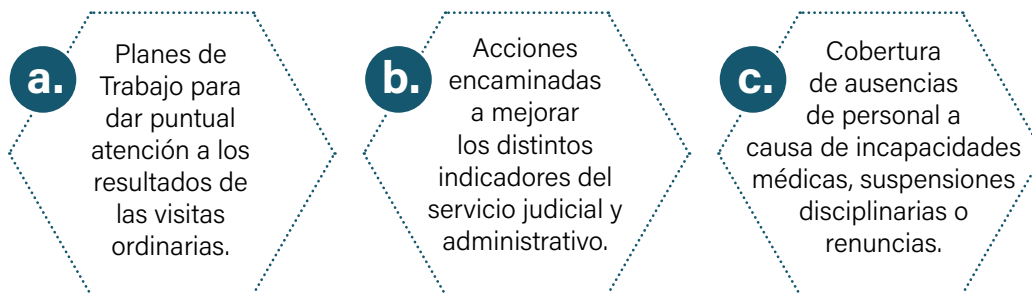 a.
Planes de
Trabajo para
dar puntual
atención a los
resultados de
las visitas
ordinarias.
b.
Acciones
encaminadas
a mejorar
los distintos
indicadores del
servicio judicial y
administrativo.
c.
Cobertura
de ausencias
de personal a
causa de incapacidades
médicas, suspensiones
disciplinarias o
renuncias.